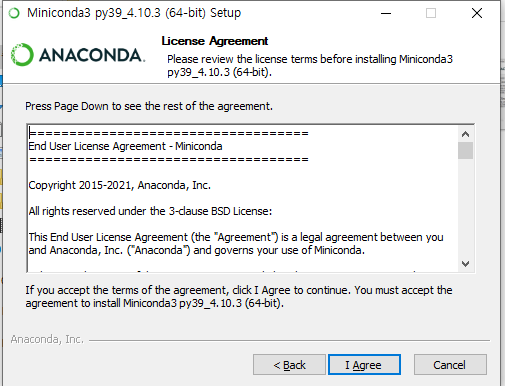 Miniconda3 py39_4.10.3 (64-bit) Setup
ANACONDA.
License Agreement
Please review the license terms before installing Miniconda3
py39_4.10.3 (64-bit).
Press Page Down to see the rest of the agreement.
====================================
End User License Agreement - Miniconda
====================================
Copyright 2015-2021, Anaconda, Inc.
All rights reserved under the 3-clause BSD License:
This End User License Agreement (the "Agreement") is a legal agreement between you
and Anaconda, Inc. ("Anaconda") and governs your use of Miniconda.
If you accept the terms of the agreement, click I Agree to continue. You must accept the
agreement to install Miniconda3 py39_4.10.3 (64-bit).
Anaconda, Inc.
< Back
I Agree
Cancel